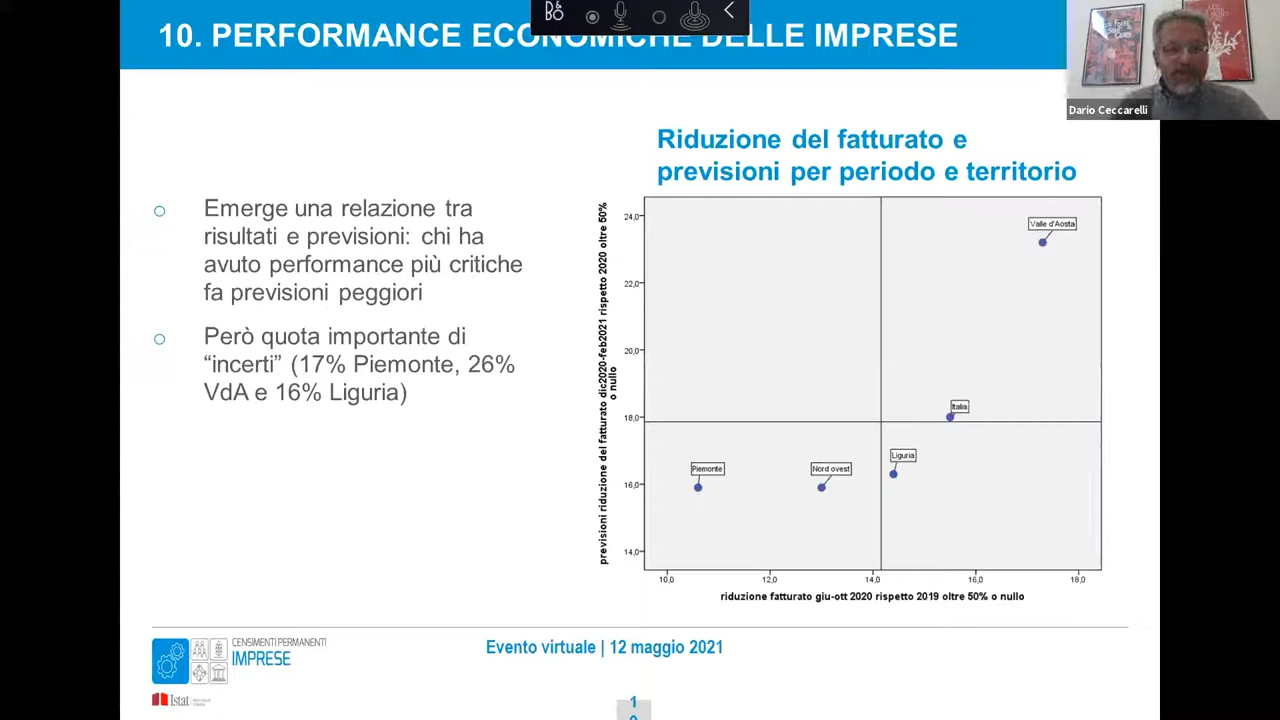 10. PERFORMANCE ECONOMICHE DELLE IMPRESE
B&
BO
Dario Ceccarelli
Riduzione del fatturato e
previsioni per periodo e territorio
Emerge una relazione tra
risultati e previsioni: chi ha
avuto performance più critiche
fa previsioni peggiori
Però quota importante di
“incerti” (17% Piemonte, 26%
VdA e 16% Liguria)
previsioni riduzione del fatturato dic2020-feb2021 rispetto 2020 oltre 50%
o nullo
24,0
22,0
20,0
18,0
16,0
14,0
Valle d'Aosta
Italia
Liguria
Piemonte
Nord ovest
10,0
12,0
14,0
16,0
18,0
riduzione fatturato giu-ott 2020 rispetto 2019 oltre 50% o nullo
CENSIMENTI PERMANENTI
IMPRESE
Istat
Evento virtuale | 12 maggio 2021